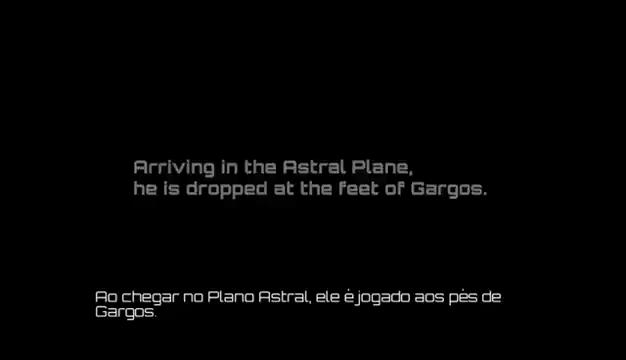 Arriving in the Astral Plane,
he is dropped at the feet of Gargos.
Ao chegar no Plano Astral, ele é jogado aos pés de
Gargos.